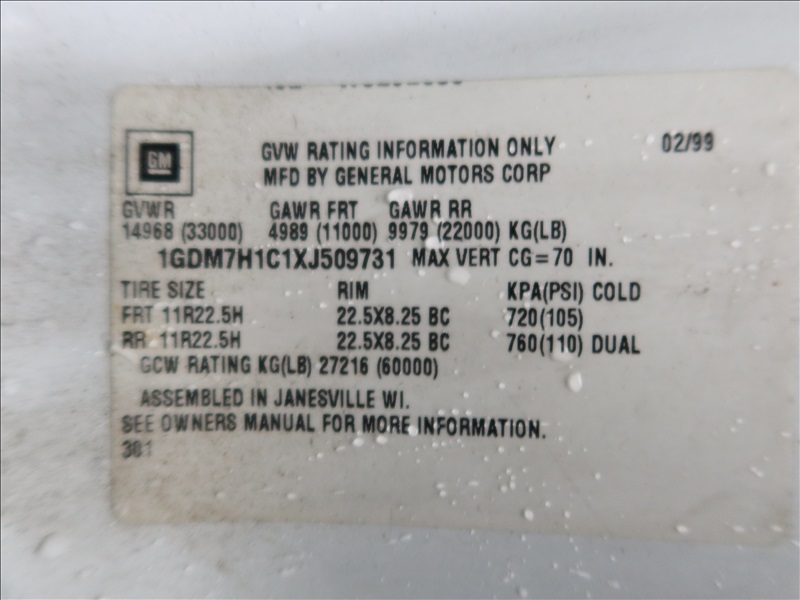 GM GVW RATING INFORMATION ONLY 02/99
MFD BY GENERAL MOTORS CORP
GVWR GAWR FRT GAWR RR
14968 (33000) 4989 (11000) 9979 (22000) KG(LB)
1GDM7H1C1XJ509731 MAX VERT CG=70 IN.
TIRE SIZE RIM KPA(PSI) COLD
FRT 11R22.5H 22.5X8.25 BC 720(105)
RR 11R22.5H 22.5X8.25 BC 760(110) DUAL
GCW RATING KG(LB) 27216 (60000)
ASSEMBLED IN JANESVILLE WI.
SEE OWNERS MANUAL FOR MORE INFORMATION.
301